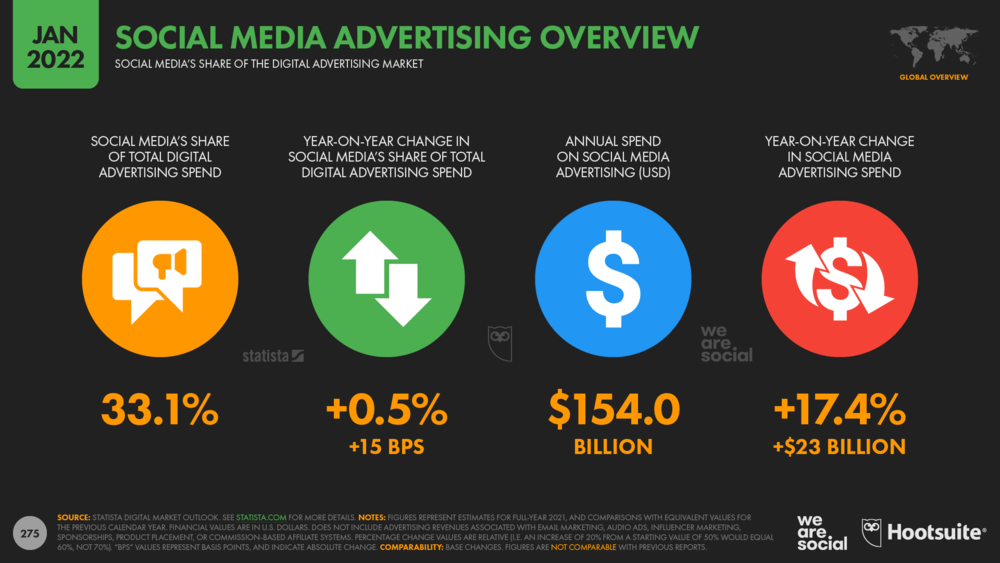 JAN
2022
SOCIAL MEDIA ADVERTISING OVERVIEW
SOCIAL MEDIA'S SHARE OF THE DIGITAL ADVERTISING MARKET
GLOBAL OVERVIEW
SOCIAL MEDIA'S SHARE
OF TOTAL DIGITAL
ADVERTISING SPEND
33.1%
YEAR-ON-YEAR CHANGE IN
SOCIAL MEDIA'S SHARE OF TOTAL
DIGITAL ADVERTISING SPEND
+0.5%
+15 BPS
ANNUAL SPEND
ON SOCIAL MEDIA
ADVERTISING (USD)
$
$154.0
BILLION
YEAR-ON-YEAR CHANGE
IN SOCIAL MEDIA
ADVERTISING SPEND
$
+17.4%
+$23 BILLION
statista
we
are
social
275
SOURCE: STATISTA DIGITAL MARKET OUTLOOK. SEE STATISTA.COM FOR MORE DETAILS. NOTES: FIGURES REPRESENT ESTIMATES FOR FULL-YEAR 2021, AND COMPARISONS WITH EQUIVALENT VALUES FOR
THE PREVIOUS CALENDAR YEAR. FINANCIAL VALUES ARE IN U.S. DOLLARS. DOES NOT INCLUDE ADVERTISING REVENUES ASSOCIATED WITH EMAIL MARKETING, AUDIO ADS, INFLUENCER MARKETING,
SPONSORSHIPS, PRODUCT PLACEMENT, OR COMMISSION-BASED AFFILIATE SYSTEMS. PERCENTAGE CHANGE VALUES ARE RELATIVE (I.E. AN INCREASE OF 20% FROM A STARTING VALUE OF 50% WOULD EQUAL
60%, NOT 70%). "BPS" VALUES REPRESENT BASIS POINTS, AND INDICATE ABSOLUTE CHANGE. COMPARABILITY: BASE CHANGES. FIGURES ARE NOT COMPARABLE WITH PREVIOUS REPORTS.
we
are
social
Hootsuite®